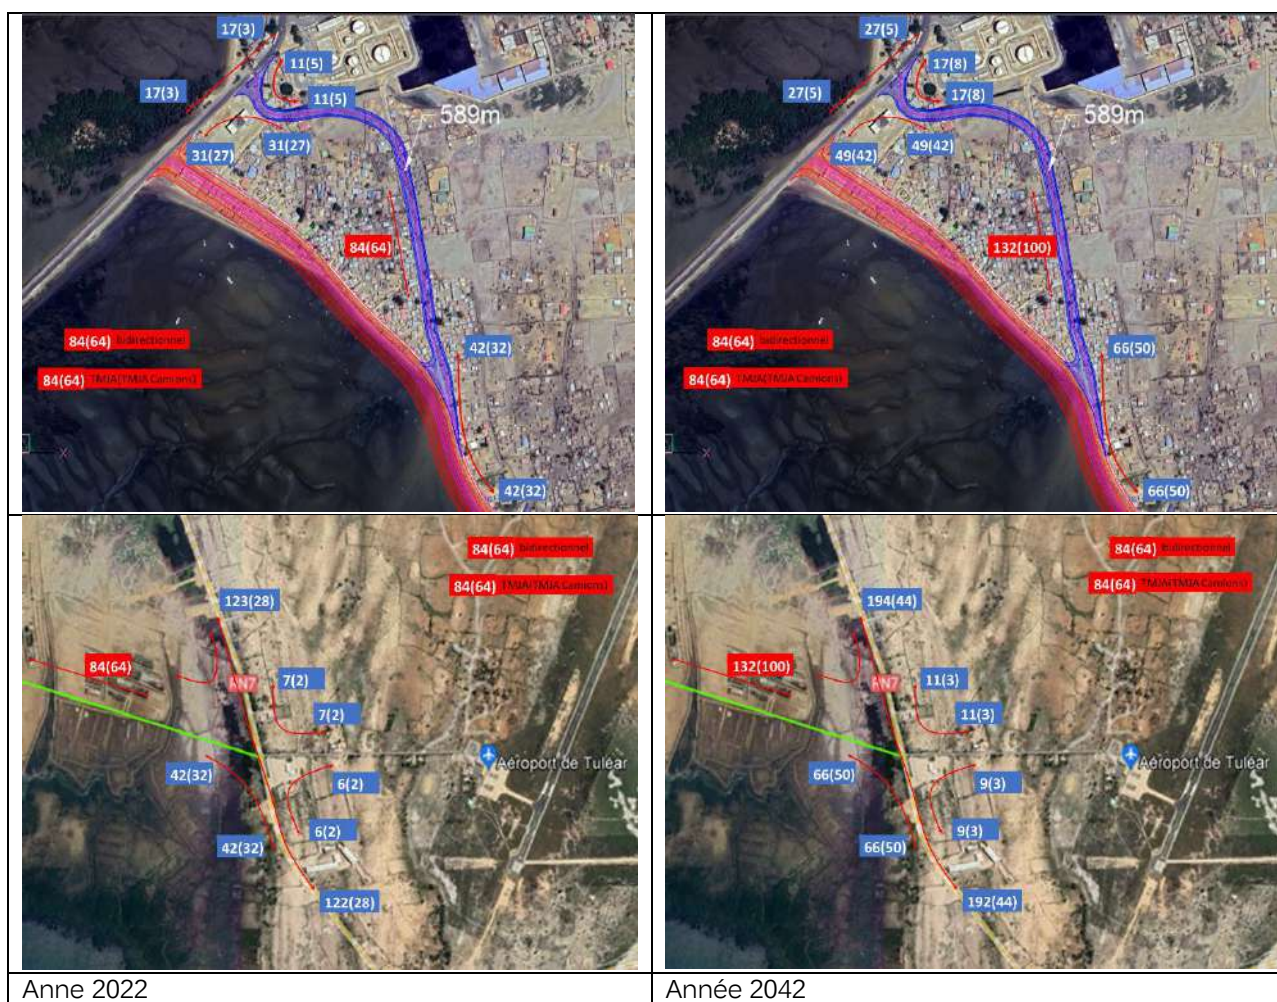 17(3)
11(5)
17(3)
11(5)
589m
31(27)
31(27)
84(64)
84(64) bidirectionnel
42(32)
84(64) TMJA(TMJA Camions)
X
42(32)
27(5)
17(8)
27(5)
17(8)
589m
49(42)
49(42)
132(100)
84(64) bidirectionnel
66(50)
84(64) TMJA(TMJA Camions)
X
66(50)
84(64) bidirectionnel
84(64) TMJA(TMJA Camions)
123(28)
84(64)
RN7
7(2)
7(2)
Aéroport de Tuléar
42(32)
6(2)
6(2)
42(32)
122(28)
84(64) bidirectionnel
84(64) TMJA(TMJA Camions)
194(44)
132(100)
RN7
11(3)
11(3)
Aéroport de Tuléar
66(50)
9(3)
9(3)
66(50)
192(44)
Anne 2022
Année 2042